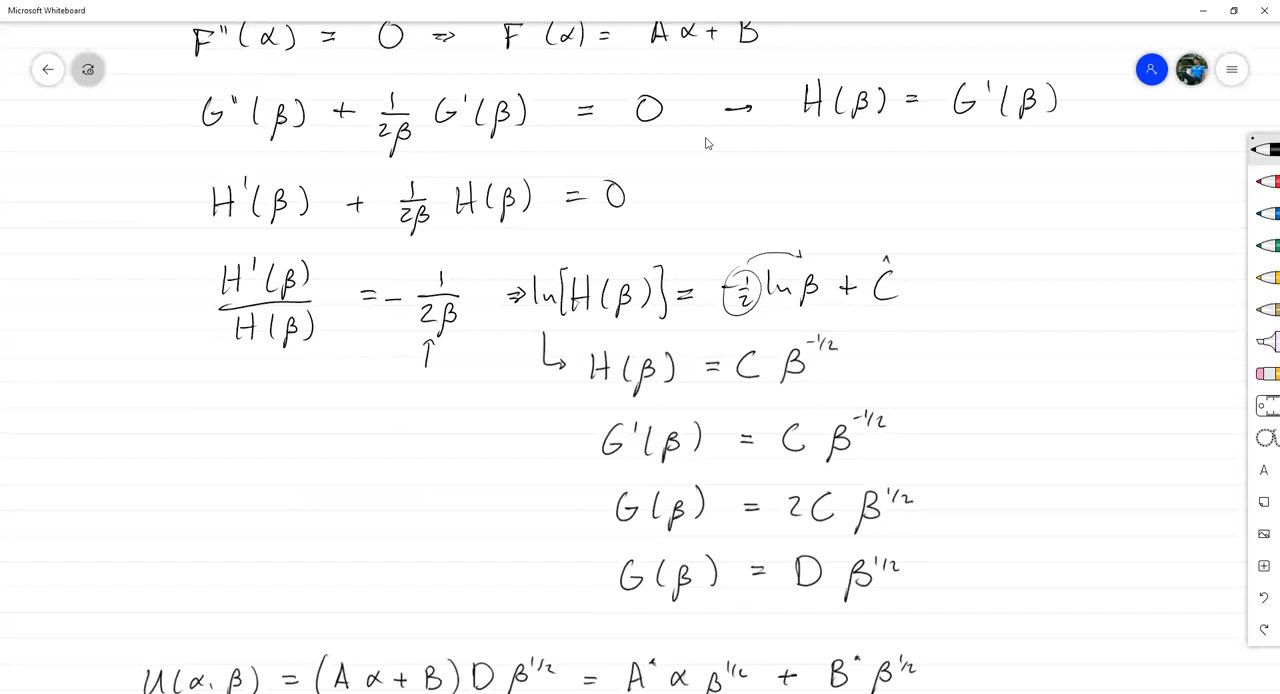 Microsoft Whiteboard
F''(α) = 0 ⇒ F(α) = Aα + B
G''(β) + 1/2β G'(β) = 0 → H(β) = G'(β)
H'(β) + 1/2β H(β) = 0
H'(β)/H(β) = - 1/2β ⇒ ln[H(β)] = -1/2 ln β + Ĉ
↳ H(β) = C β^-1/2
G'(β) = C β^-1/2
G(β) = 2C β^1/2
G(β) = D β^1/2
U(α, β) = (Aα + B) D β^1/2 = A* α β^1/2 + B* β^1/2
A